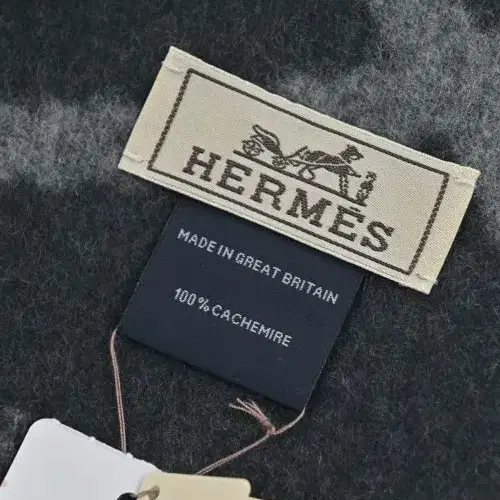 HERMÈS
MADE IN GREAT BRITAIN
100% CACHEMIRE